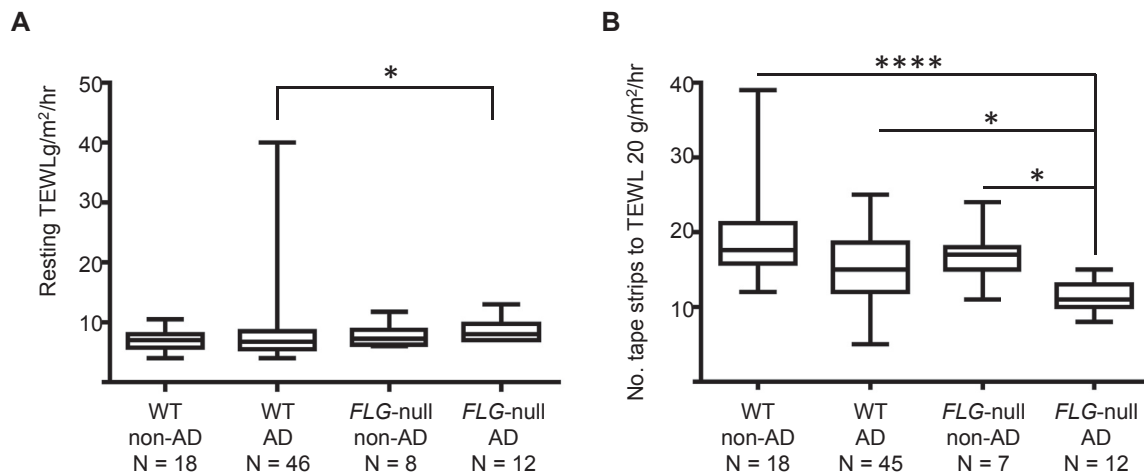 A
Resting TEWLg/m²/hr
50
40
30
20
10
*
WT
non-AD
N = 18
WT
AD
N = 46
FLG-null
non-AD
N = 8
FLG-null
AD
N = 12
B
No. tape strips to TEWL 20 g/m²/hr
40
30
20
10
****
*
*
WT
non-AD
N = 18
WT
AD
N = 45
FLG-null
non-AD
N = 7
FLG-null
AD
N = 12